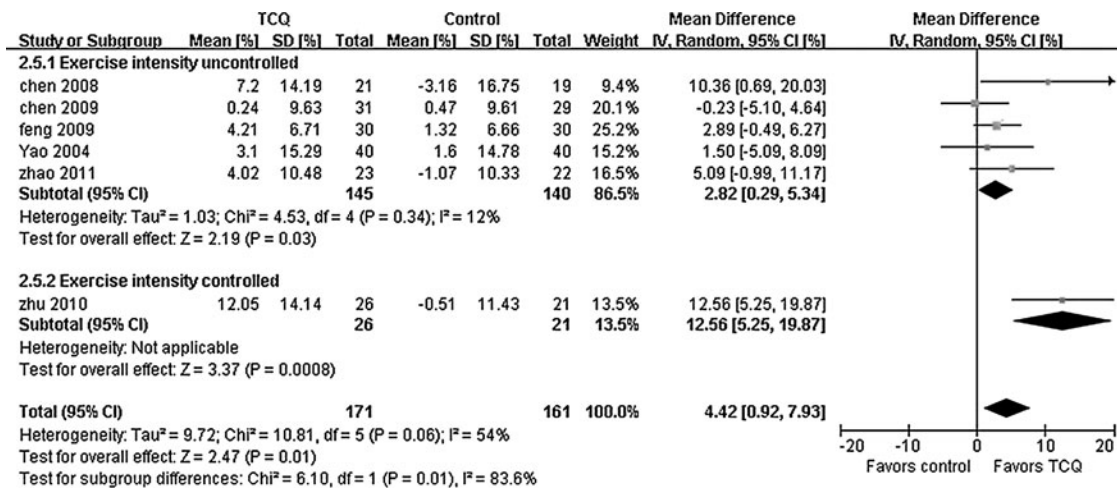 TCQ Control Mean Difference Mean Difference
Study or Subgroup Mean [%] SD [%] Total Mean [%] SD [%] Total Weight IV, Random, 95% CI [%] IV, Random, 95% CI [%]
2.5.1 Exercise intensity uncontrolled
chen 2008 7.2 14.19 21 -3.16 16.75 19 9.4% 10.36 [0.69, 20.03]
chen 2009 0.24 9.63 31 0.47 9.61 29 20.1% -0.23 [-5.10, 4.64]
feng 2009 4.21 6.71 30 1.32 6.66 30 25.2% 2.89 [-0.49, 6.27]
Yao 2004 3.1 15.29 40 1.6 14.78 40 15.2% 1.50 [-5.09, 8.09]
zhao 2011 4.02 10.48 23 -1.07 10.33 22 16.5% 5.09 [-0.99, 11.17]
Subtotal (95% CI) 145 140 86.5% 2.82 [0.29, 5.34]
Heterogeneity: Tau² = 1.03; Chi² = 4.53, df = 4 (P = 0.34); I² = 12%
Test for overall effect: Z = 2.19 (P = 0.03)
2.5.2 Exercise intensity controlled
zhu 2010 12.05 14.14 26 -0.51 11.43 21 13.5% 12.56 [5.25, 19.87]
Subtotal (95% CI) 26 21 13.5% 12.56 [5.25, 19.87]
Heterogeneity: Not applicable
Test for overall effect: Z = 3.37 (P = 0.0008)
Total (95% CI) 171 161 100.0% 4.42 [0.92, 7.93]
Heterogeneity: Tau² = 9.72; Chi² = 10.81, df = 5 (P = 0.06); I² = 54%
Test for overall effect: Z = 2.47 (P = 0.01)
Test for subgroup differences: Chi² = 6.10, df = 1 (P = 0.01), I² = 83.6%
-20 -10 0 10 20
Favors control Favors TCQ